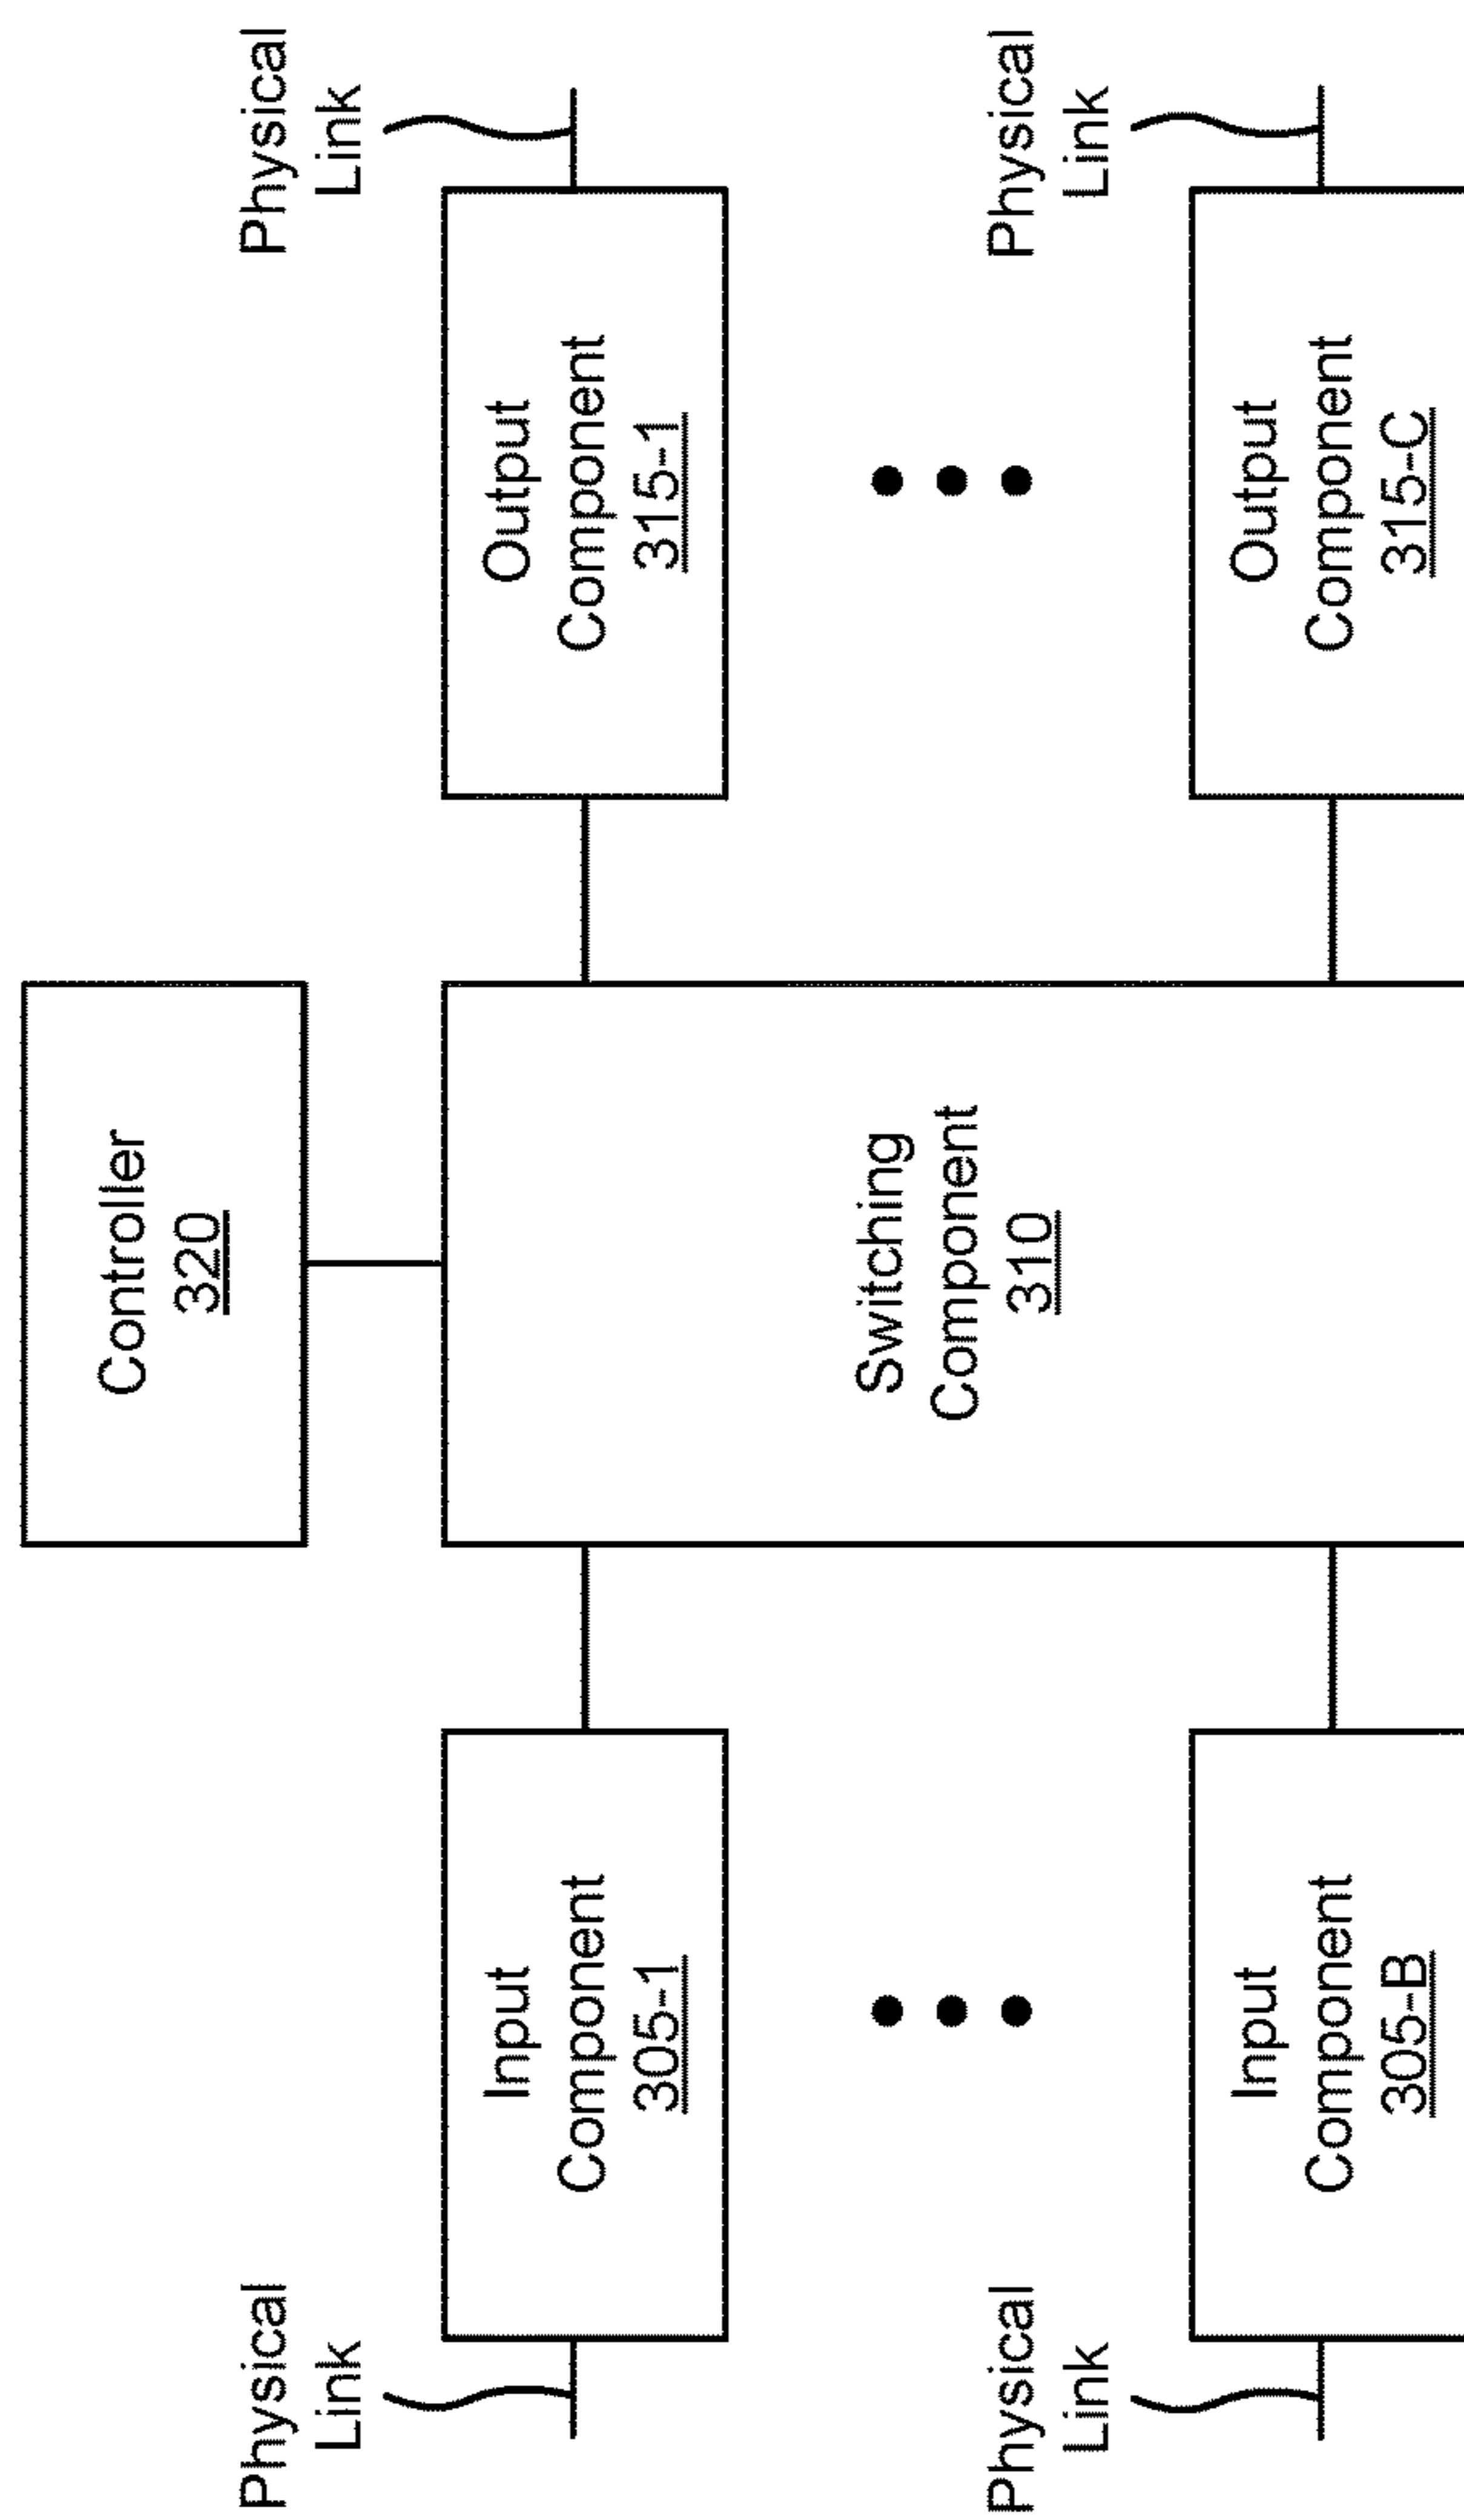 Controller
320
Physical
Link
Input
Component
305-1
Switching
Component
310
Output
Component
315-1
Physical
Link
Physical
Link
Input
Component
305-B
Output
Component
315-C
Physical
Link